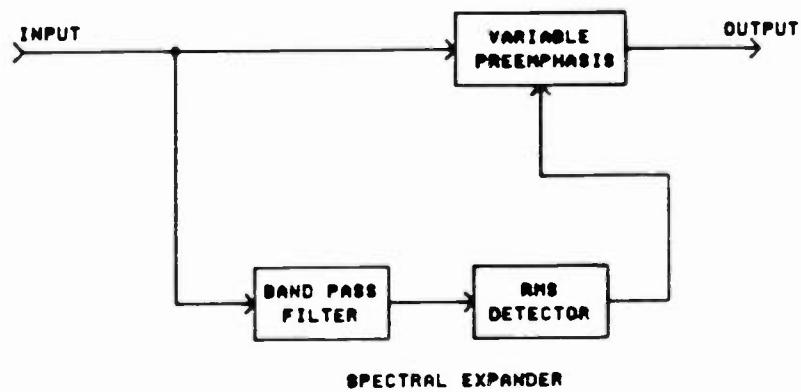 INPUT
VARIABLE
PREEMPHASIS
OUTPUT
BAND PASS
FILTER
RMS
DETECTOR
SPECTRAL EXPANDER